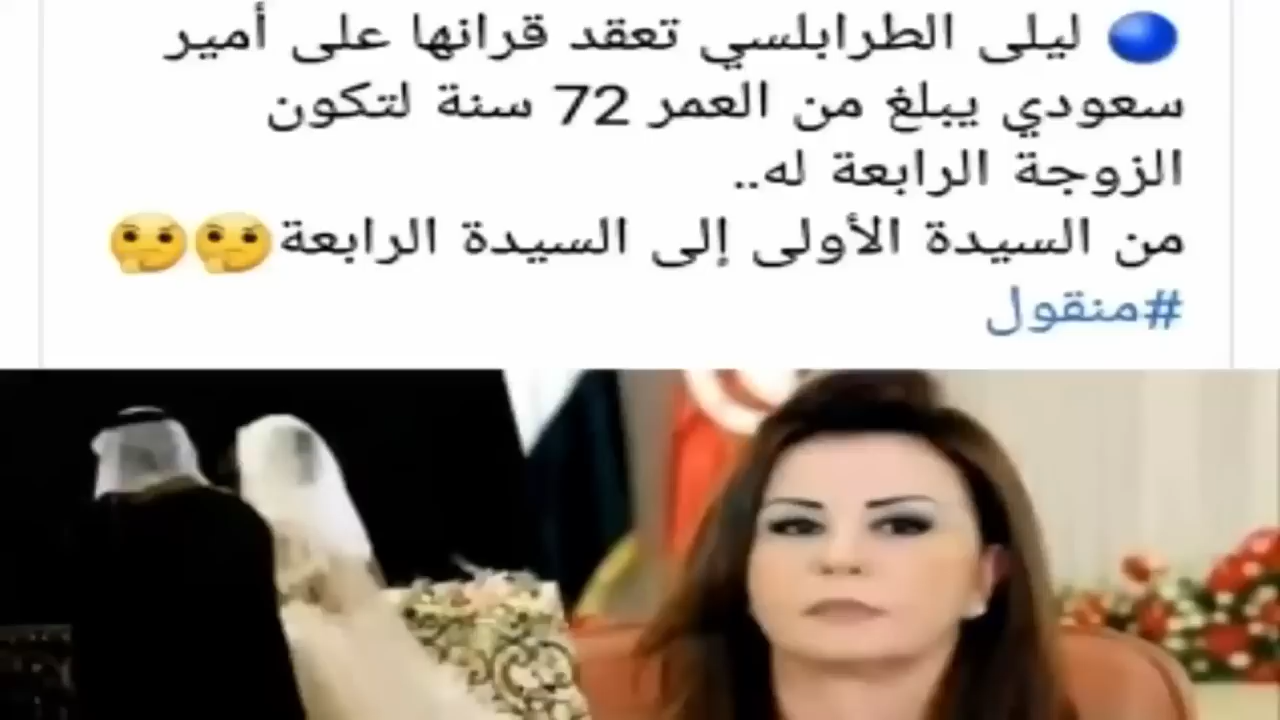 🔵 ليلى الطرابلسي تعقد قرانها على أمير
سعودي يبلغ من العمر 72 سنة لتكون
الزوجة الرابعة له..
من السيدة الأولى إلى السيدة الرابعة🤔🤔
#منقول